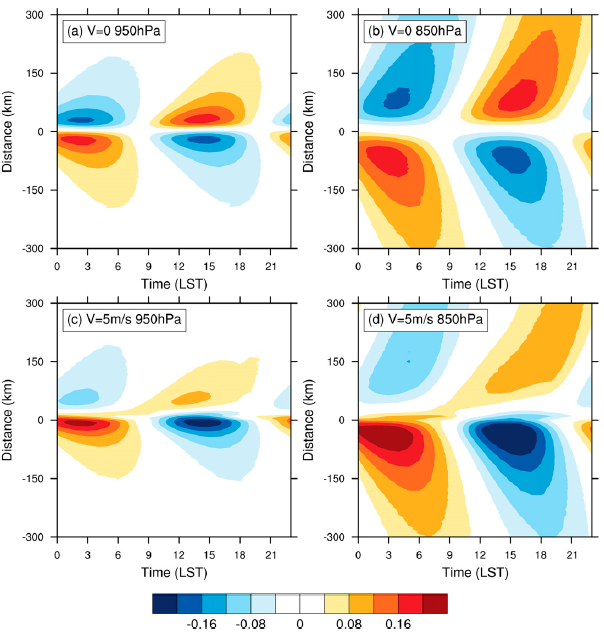 (a) V=0 950hPa
(b) V=0 850hPa
300
150
0
-150
-300
Distance (km)
0 3 6 9 12 15 18 21
Time (LST)
300
150
0
-150
-300
Distance (km)
0 3 6 9 12 15 18 21
Time (LST)
(c) V=5m/s 950hPa
(d) V=5m/s 850hPa
300
150
0
-150
-300
Distance (km)
0 3 6 9 12 15 18 21
Time (LST)
300
150
0
-150
-300
Distance (km)
0 3 6 9 12 15 18 21
Time (LST)
-0.16 -0.08 0 0.08 0.16